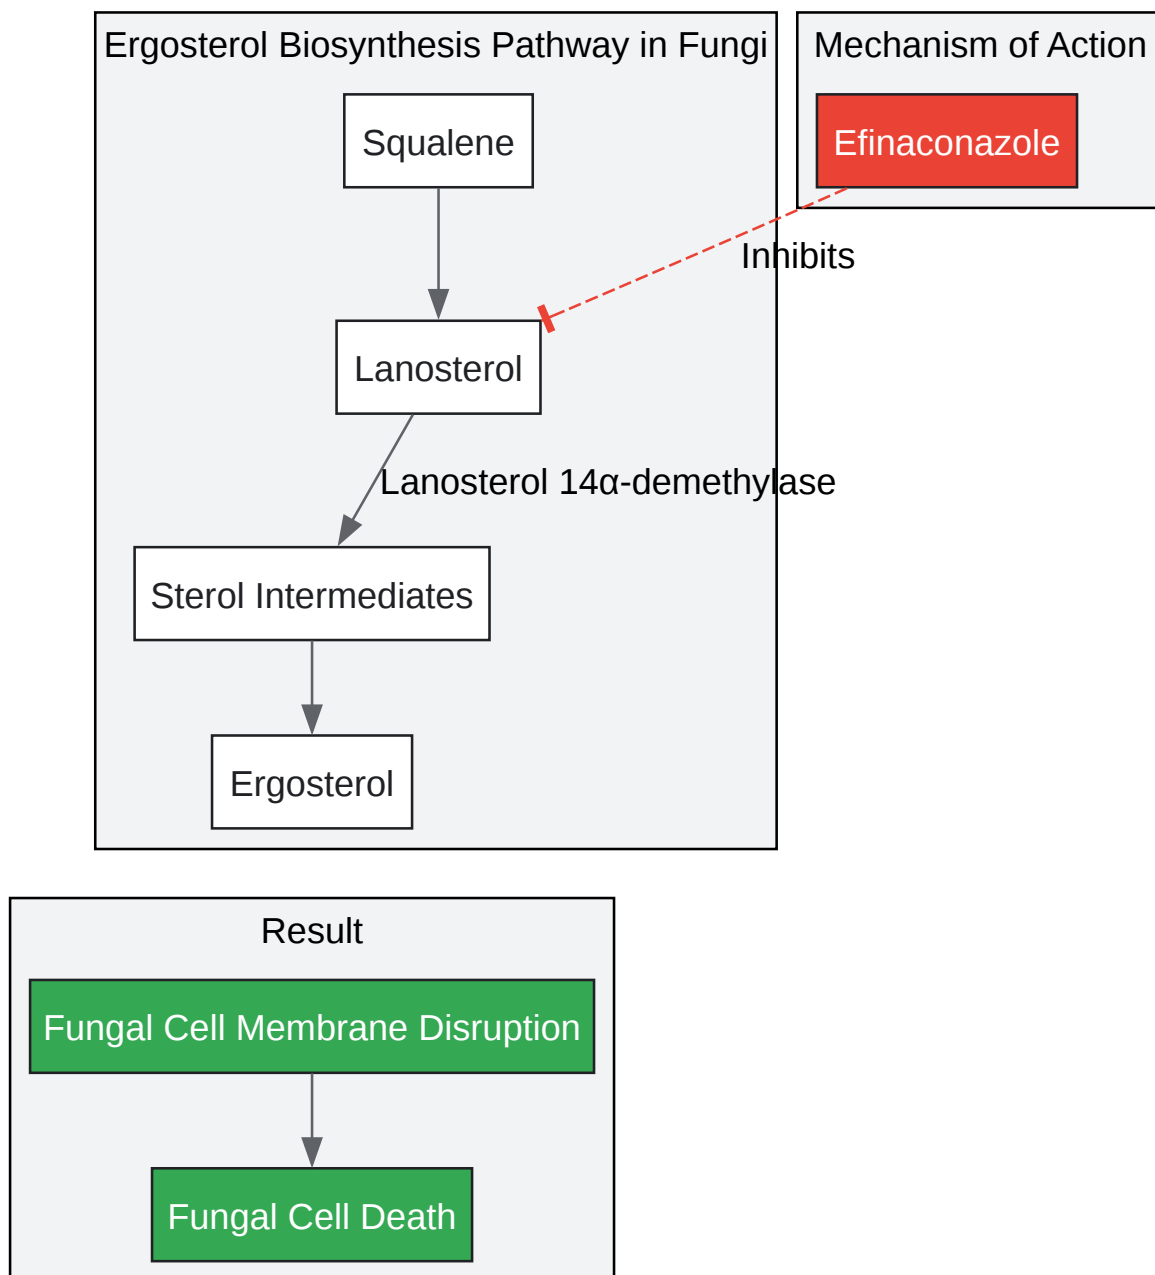 Ergosterol Biosynthesis Pathway in Fungi
Mechanism of Action
Squalene
Efinaconazole
Inhibits
Lanosterol
Lanosterol 14α-demethylase
Sterol Intermediates
Ergosterol
Result
Fungal Cell Membrane Disruption
Fungal Cell Death